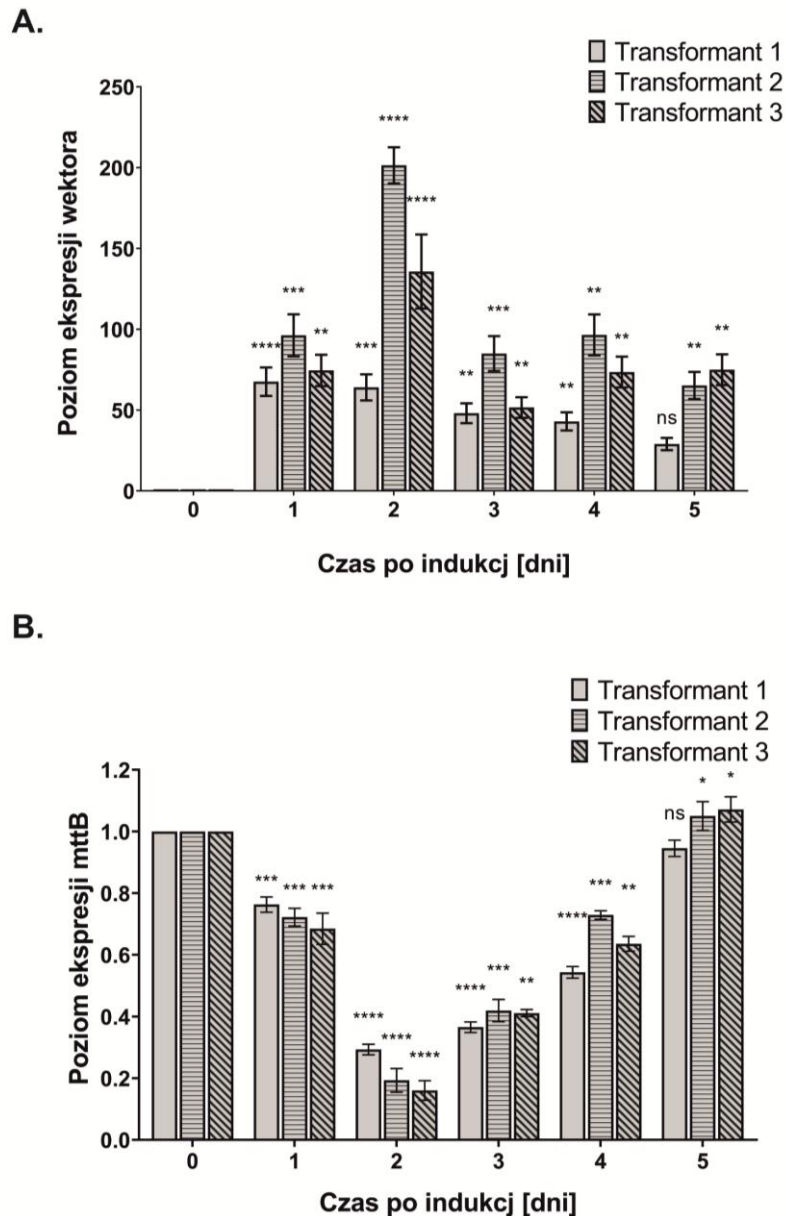 A.
Transformant 1
Transformant 2
Transformant 3
Poziom ekspresji wektora
250
200
150
100
50
0
****
***
**
***
****
****
**
***
**
**
**
**
ns
**
**
0 1 2 3 4 5
Czas po indukcj [dni]
B.
Transformant 1
Transformant 2
Transformant 3
Poziom ekspresji mttB
1.2
1.0
0.8
0.6
0.4
0.2
0.0
***
***
***
****
****
****
****
***
**
****
***
**
ns
*
*
0 1 2 3 4 5
Czas po indukcj [dni]